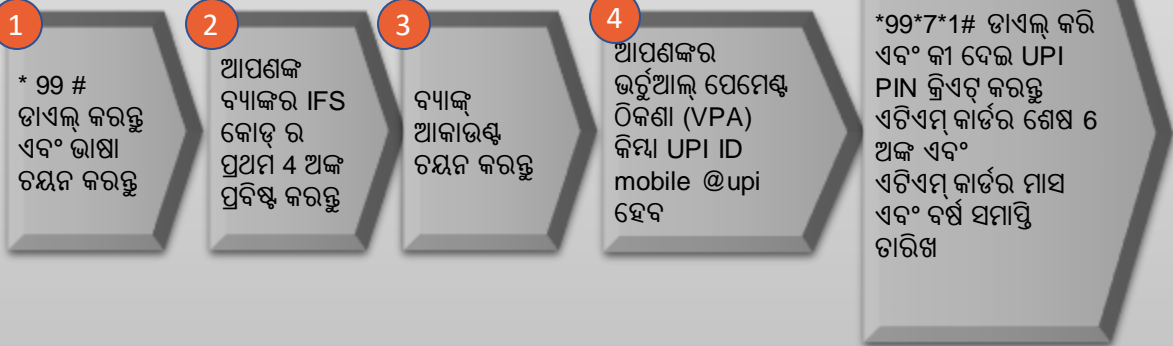 1
* 99 #
ଡାଏଲ୍ କରନ୍ତୁ
ଏବଂ ଭାଷା
ଚୟନ କରନ୍ତୁ
2
ଆପଣଙ୍କ
ବ୍ୟାଙ୍କର IFS
କୋଡ୍ ର
ପ୍ରଥମ 4 ଅଙ୍କ
ପ୍ରବିଷ୍ଟ କରନ୍ତୁ
3
ବ୍ୟାଙ୍କ୍
ଆକାଉଣ୍ଟ
ଚୟନ କରନ୍ତୁ
4
ଆପଣଙ୍କର
ଭର୍ଚୁଆଲ୍ ପେମେଣ୍ଟ
ଠିକଣା (VPA)
କିମ୍ବା UPI ID
mobile @upi
ହେବ
*99*7*1# ଡାଏଲ୍ କରି
ଏବଂ କୀ ଦେଇ UPI
PIN କ୍ରିଏଟ୍ କରନ୍ତୁ
ଏଟିଏମ୍ କାର୍ଡର ଶେଷ 6
ଅଙ୍କ ଏବଂ
ଏଟିଏମ୍ କାର୍ଡର ମାସ
ଏବଂ ବର୍ଷ ସମାପ୍ତି
ତାରିଖ